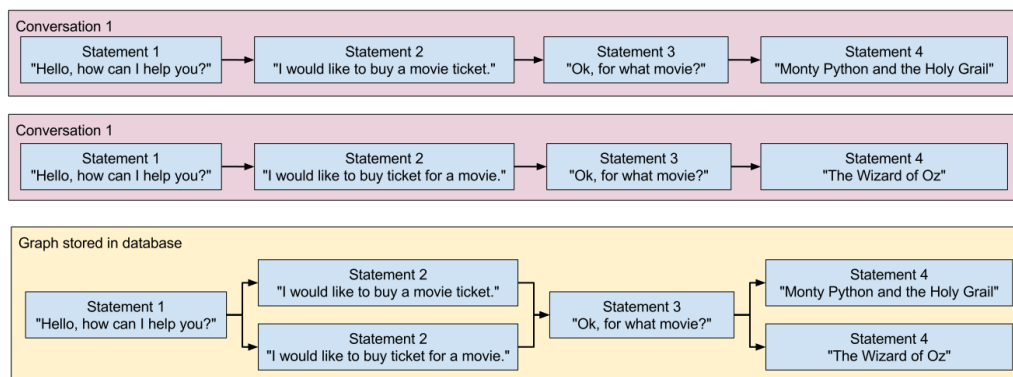 Conversation 1
Statement 1
"Hello, how can I help you?"
Statement 2
"I would like to buy a movie ticket."
Statement 3
"Ok, for what movie?"
Statement 4
"Monty Python and the Holy Grail"
Conversation 1
Statement 1
"Hello, how can I help you?"
Statement 2
"I would like to buy ticket for a movie."
Statement 3
"Ok, for what movie?"
Statement 4
"The Wizard of Oz"
Graph stored in database
Statement 1
"Hello, how can I help you?"
Statement 2
"I would like to buy a movie ticket."
Statement 2
"I would like to buy ticket for a movie."
Statement 3
"Ok, for what movie?"
Statement 4
"Monty Python and the Holy Grail"
Statement 4
"The Wizard of Oz"